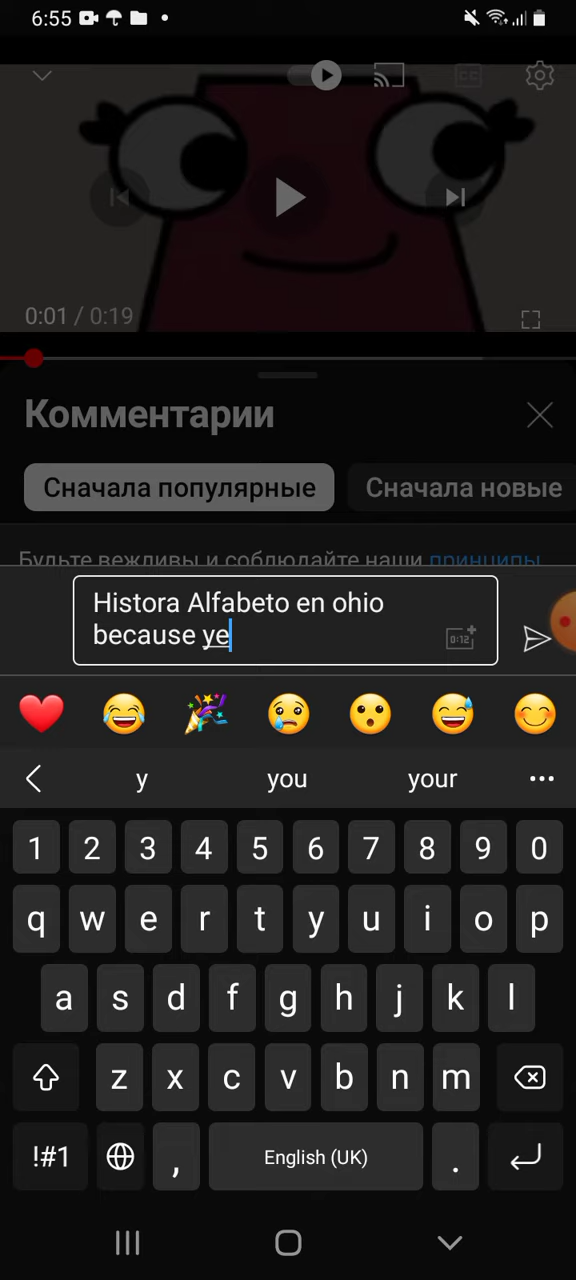 6:55
CC
0:01 / 0:19
Комментарии
Сначала популярные
Сначала новые
Будьте вежливы и соблюдайте наши принципы
Histora Alfabeto en ohio
because ye
0:12
y you your
1 2 3 4 5 6 7 8 9 0
q w e r t y u i o p
a s d f g h j k l
z x c v b n m
!#1 , English (UK) .